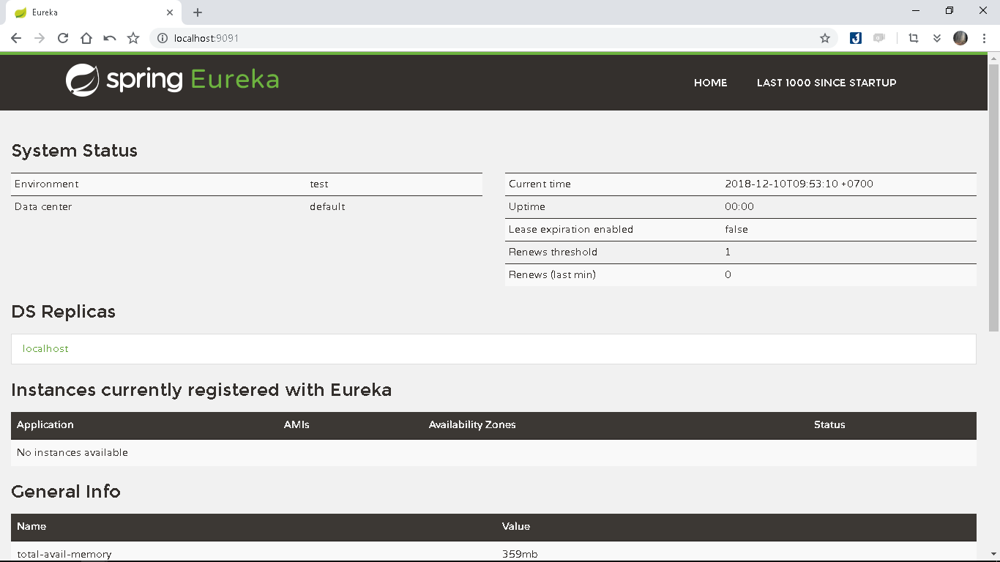 Eureka
localhost:9091
spring Eureka
HOME LAST 1000 SINCE STARTUP
System Status
Environment test
Data center default
Current time 2018-12-10T09:53:10 +0700
Uptime 00:00
Lease expiration enabled false
Renews threshold 1
Renews (last min) 0
DS Replicas
localhost
Instances currently registered with Eureka
Application AMIs Availability Zones Status
No instances available
General Info
Name Value
total-avail-memory 359mb